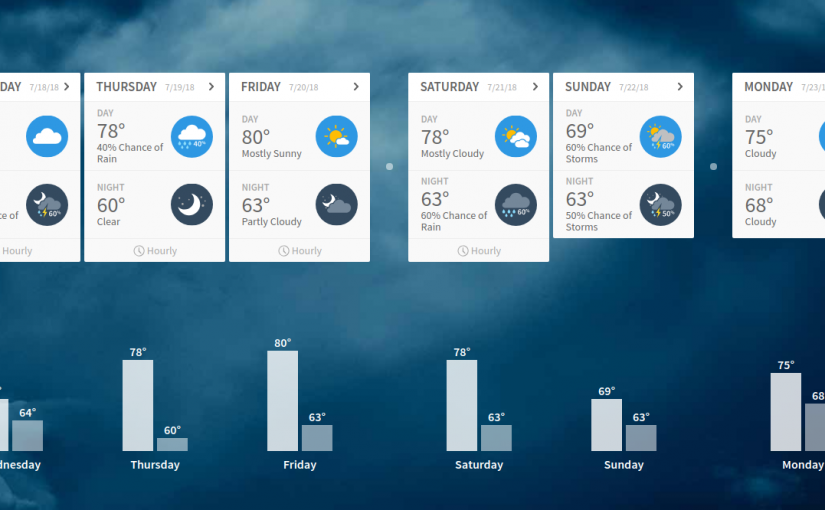 DAY 7/18/18
60%
ce of
Hourly
THURSDAY 7/19/18
DAY
78°
40% Chance of
Rain
40%
NIGHT
60°
Clear
Hourly
FRIDAY 7/20/18
DAY
80°
Mostly Sunny
NIGHT
63°
Partly Cloudy
Hourly
SATURDAY 7/21/18
DAY
78°
Mostly Cloudy
NIGHT
63°
60% Chance of
Rain
60%
Hourly
SUNDAY 7/22/18
DAY
69°
60% Chance of
Storms
60%
NIGHT
63°
50% Chance of
Storms
50%
MONDAY 7/23/1
DAY
75°
Cloudy
NIGHT
68°
Cloudy
64°
dnesday
78°
60°
Thursday
80°
63°
Friday
78°
63°
Saturday
69°
63°
Sunday
75°
68
Monday